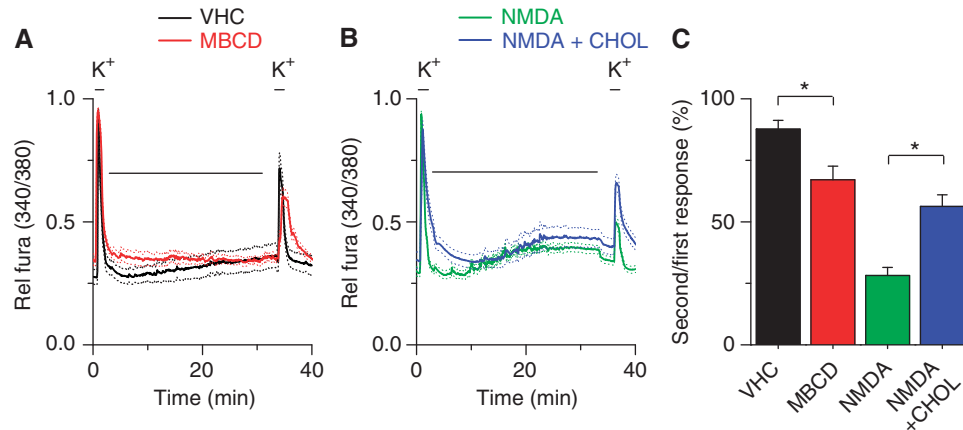 A
VHC
MBCD
K+
K+
Rel fura (340/380)
1.0
0.5
0.0
0
20
40
Time (min)
B
NMDA
NMDA + CHOL
K+
K+
Rel fura (340/380)
1.0
0.5
0.0
0
20
40
Time (min)
C
Second/first response (%)
100
50
0
*
*
VHC
MBCD
NMDA
NMDA
+CHOL